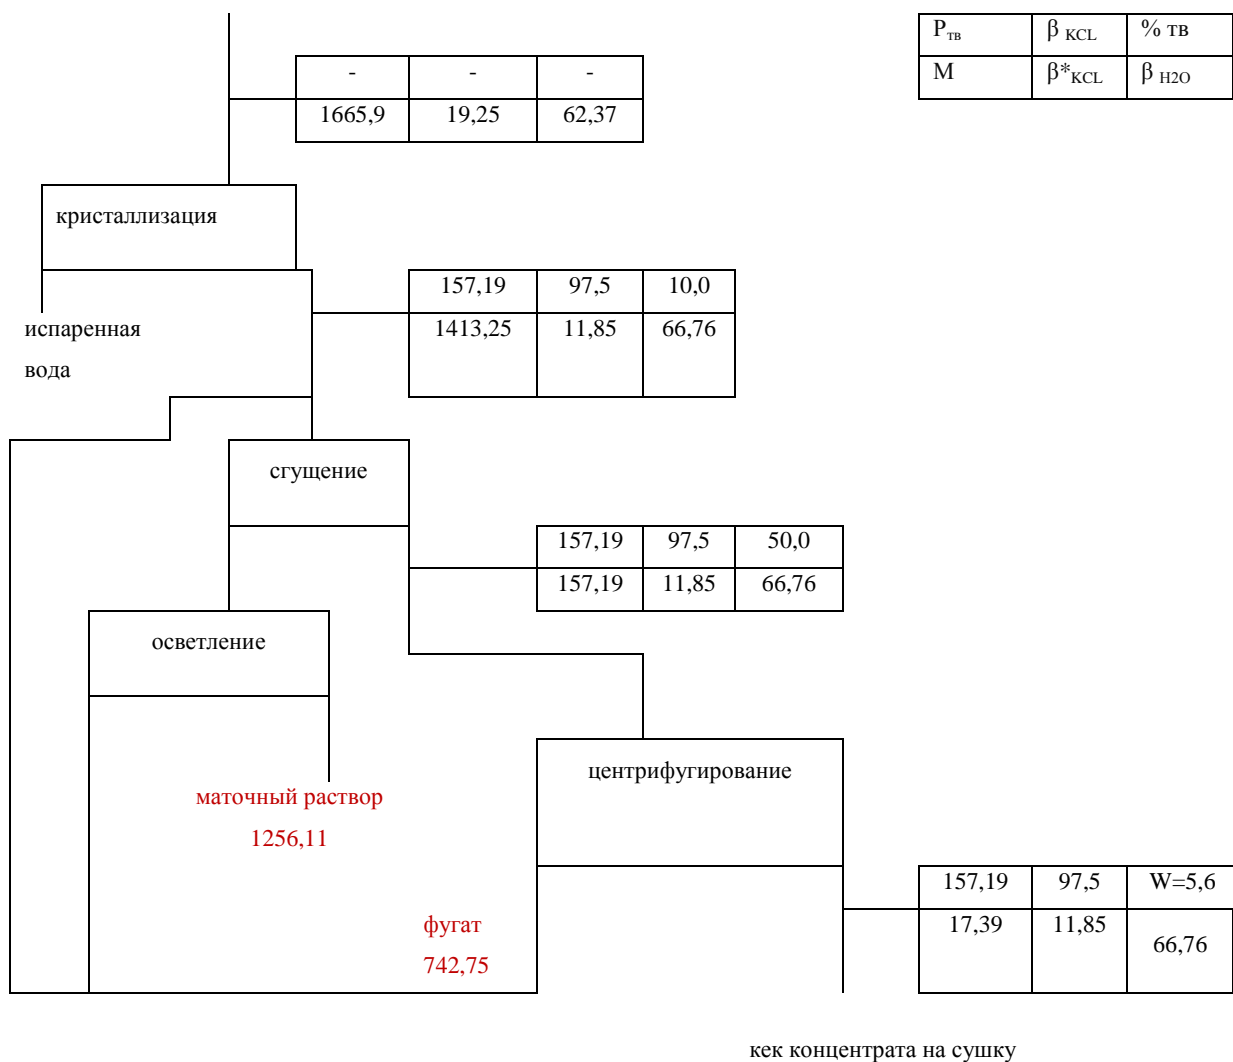 P тв β KCL % тв
M β* KCL β H2O
- - -
1665,9 19,25 62,37
кристаллизация
157,19 97,5 10,0
1413,25 11,85 66,76
испаренная
вода
сгущение
157,19 97,5 50,0
157,19 11,85 66,76
осветление
центрифугирование
маточный раствор
1256,11
157,19 97,5 W=5,6
17,39 11,85 66,76
фугат
742,75
кек концентрата на сушку